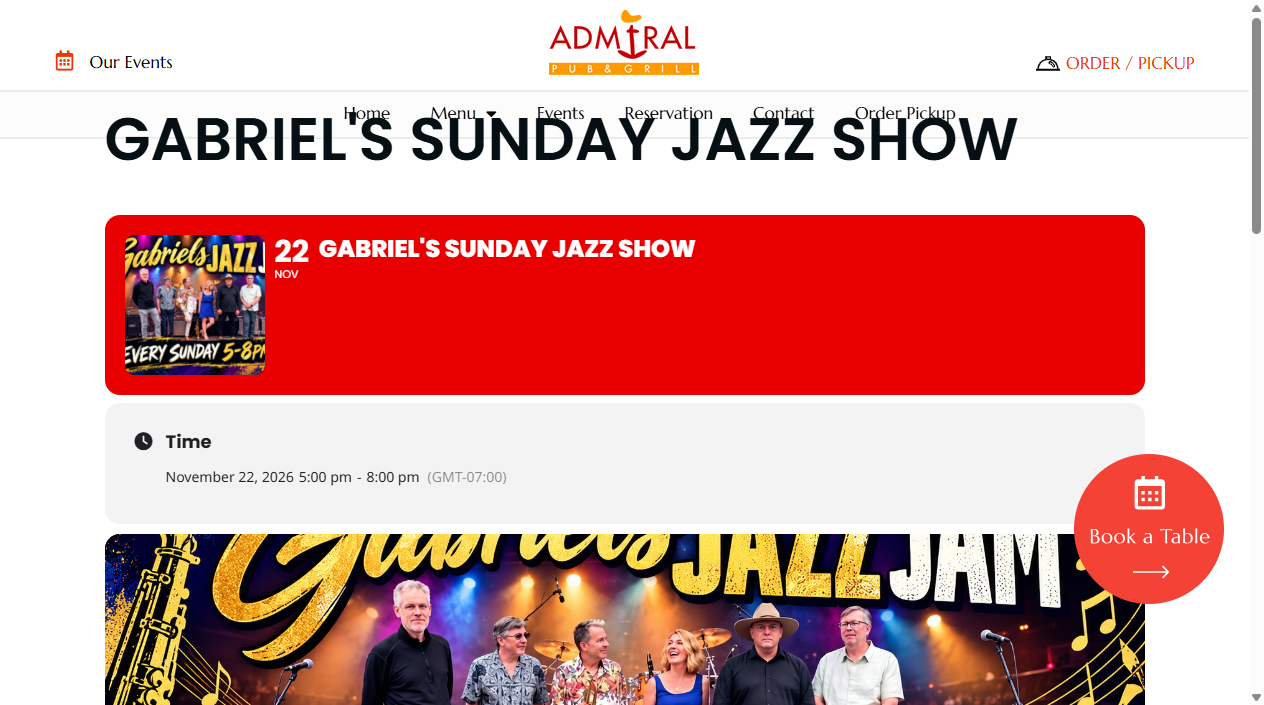 Our Events
ADMIRAL
PUB & GRILL
ORDER / PICKUP
Home Menu Events Reservation Contact Order Pickup
GABRIEL'S SUNDAY JAZZ SHOW
Gabriels JAZZ
EVERY SUNDAY 5-8PM
22
NOV
GABRIEL'S SUNDAY JAZZ SHOW
Time
November 22, 2026 5:00 pm - 8:00 pm (GMT-07:00)
Book a Table
Gabriels JAZZ JAM